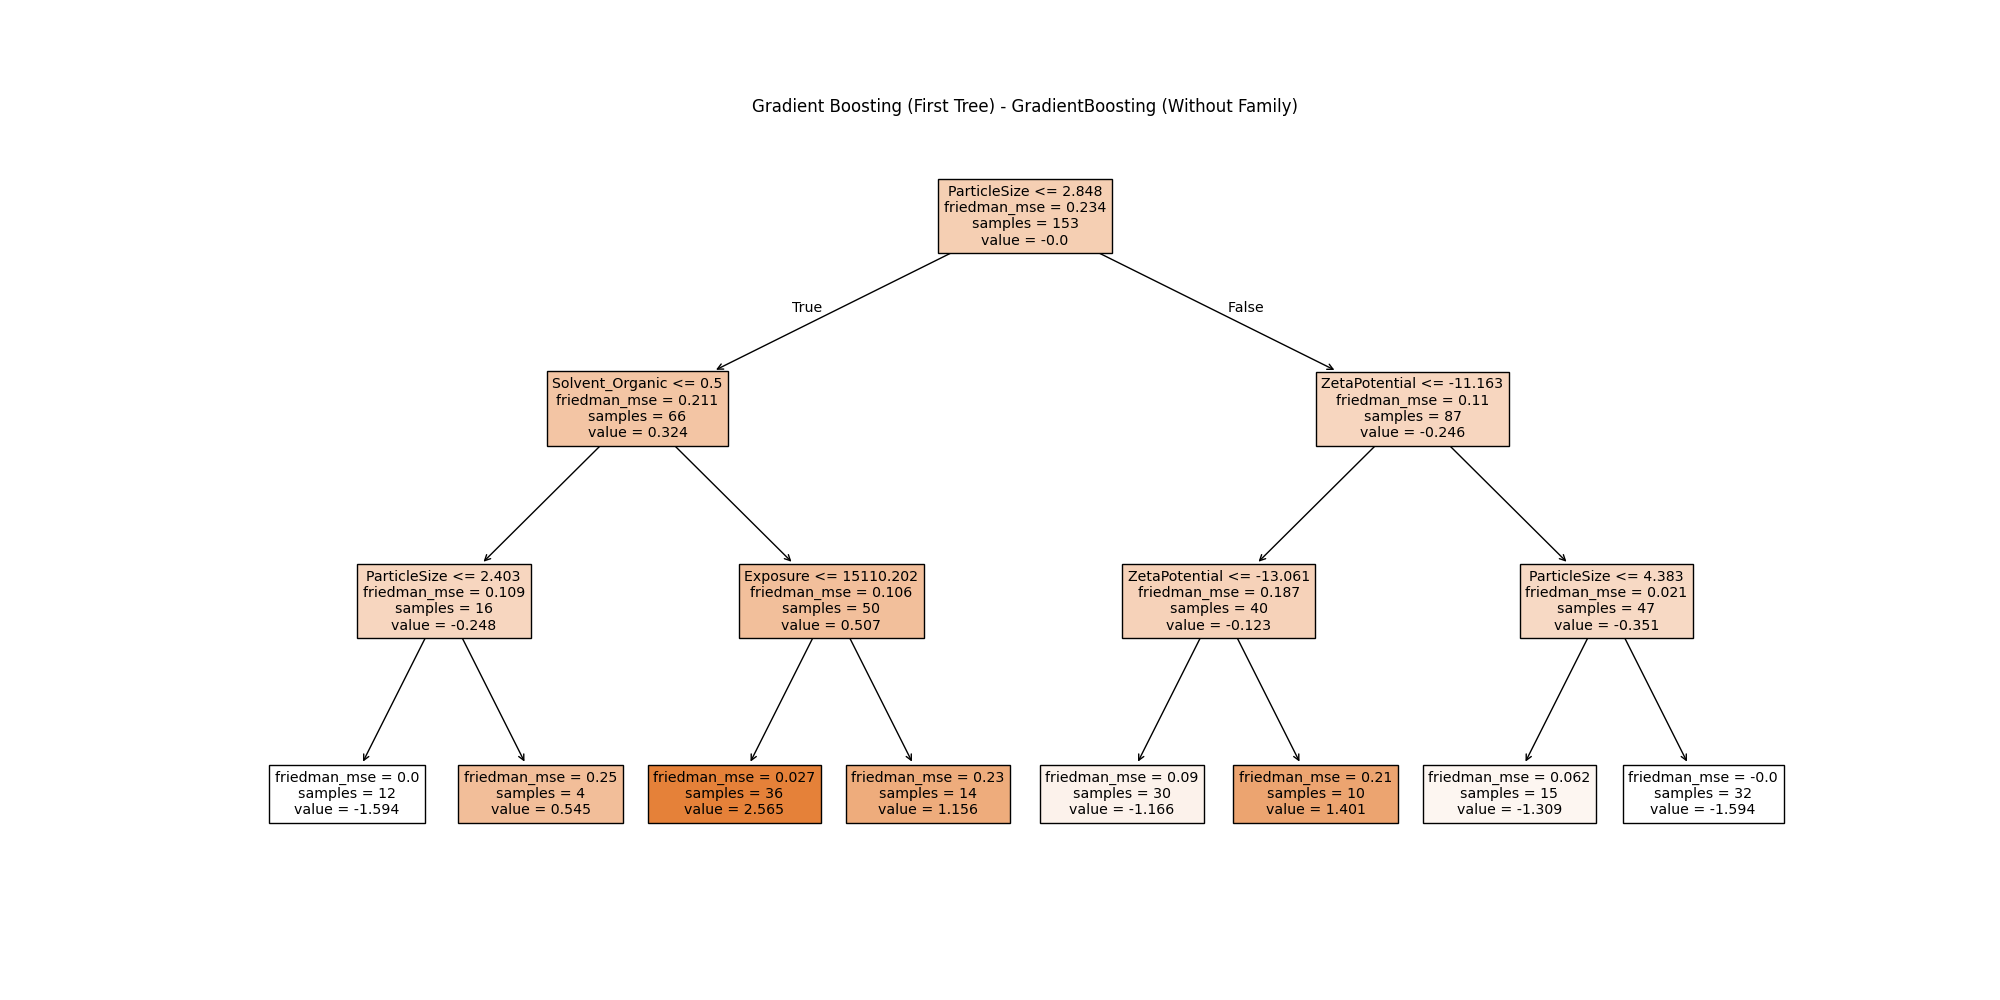 Gradient Boosting (First Tree) - GradientBoosting (Without Family)
ParticleSize <= 2.848
friedman_mse = 0.234
samples = 153
value = -0.0
True
False
Solvent_Organic <= 0.5
friedman_mse = 0.211
samples = 66
value = 0.324
ZetaPotential <= -11.163
friedman_mse = 0.11
samples = 87
value = -0.246
ParticleSize <= 2.403
friedman_mse = 0.109
samples = 16
value = -0.248
Exposure <= 15110.202
friedman_mse = 0.106
samples = 50
value = 0.507
ZetaPotential <= -13.061
friedman_mse = 0.187
samples = 40
value = -0.123
ParticleSize <= 4.383
friedman_mse = 0.021
samples = 47
value = -0.351
friedman_mse = 0.0
samples = 12
value = -1.594
friedman_mse = 0.25
samples = 4
value = 0.545
friedman_mse = 0.027
samples = 36
value = 2.565
friedman_mse = 0.23
samples = 14
value = 1.156
friedman_mse = 0.09
samples = 30
value = -1.166
friedman_mse = 0.21
samples = 10
value = 1.401
friedman_mse = 0.062
samples = 15
value = -1.309
friedman_mse = -0.0
samples = 32
value = -1.594